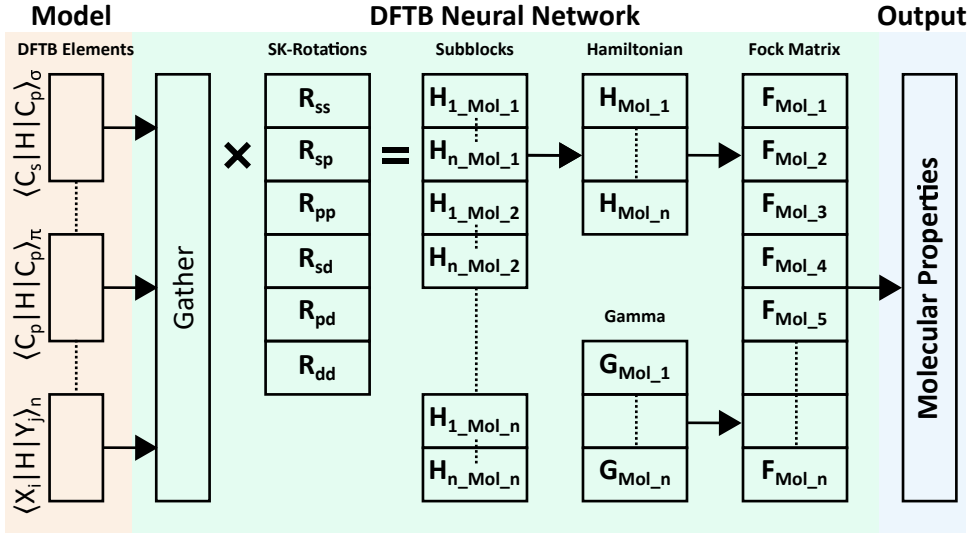 Model
DFTB Neural Network
Output
DFTB Elements
SK-Rotations
Subblocks
Hamiltonian
Fock Matrix
⟨C_s|H|C_p⟩_σ
⟨C_p|H|C_p⟩_π
⟨X_i|H|Y_j⟩_n
Gather
×
R_ss
R_sp
R_pp
R_sd
R_pd
R_dd
=
H_1_Mol_1
H_n_Mol_1
H_1_Mol_2
H_n_Mol_2
H_1_Mol_n
H_n_Mol_n
H_Mol_1
H_Mol_n
Gamma
G_Mol_1
G_Mol_n
F_Mol_1
F_Mol_2
F_Mol_3
F_Mol_4
F_Mol_5
F_Mol_n
Molecular Properties